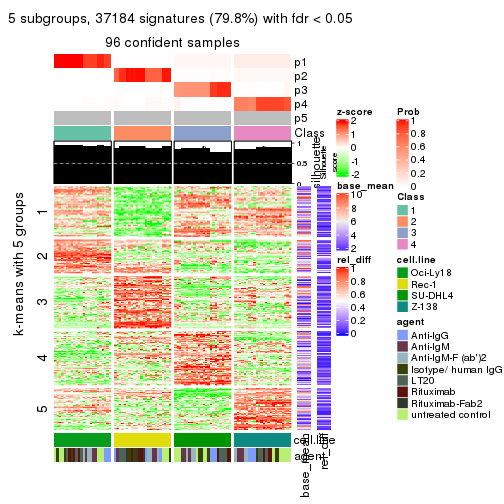 5 subgroups, 37184 signatures (79.8%) with fdr < 0.05
96 confident samples
p1
p2
p3
p4
p5
Class
silhouette
1
0.5
0
Silhouette
score
k-means with 5 groups
1
2
3
4
5
cell.line
agent
base_mean
rel_diff
z-score
2
1
0
-1
-2
base_mean
10
8
6
4
2
rel_diff
1
0.8
0.6
0.4
0.2
0
Prob
1
0.8
0.6
0.4
0.2
0
Class
1
2
3
4
cell.line
Oci-Ly18
Rec-1
SU-DHL4
Z-138
agent
Anti-IgG
Anti-IgM
Anti-IgM-F (ab')2
Isotype/ human IgG
LT20
Rituximab
Rituximab-Fab2
untreated control